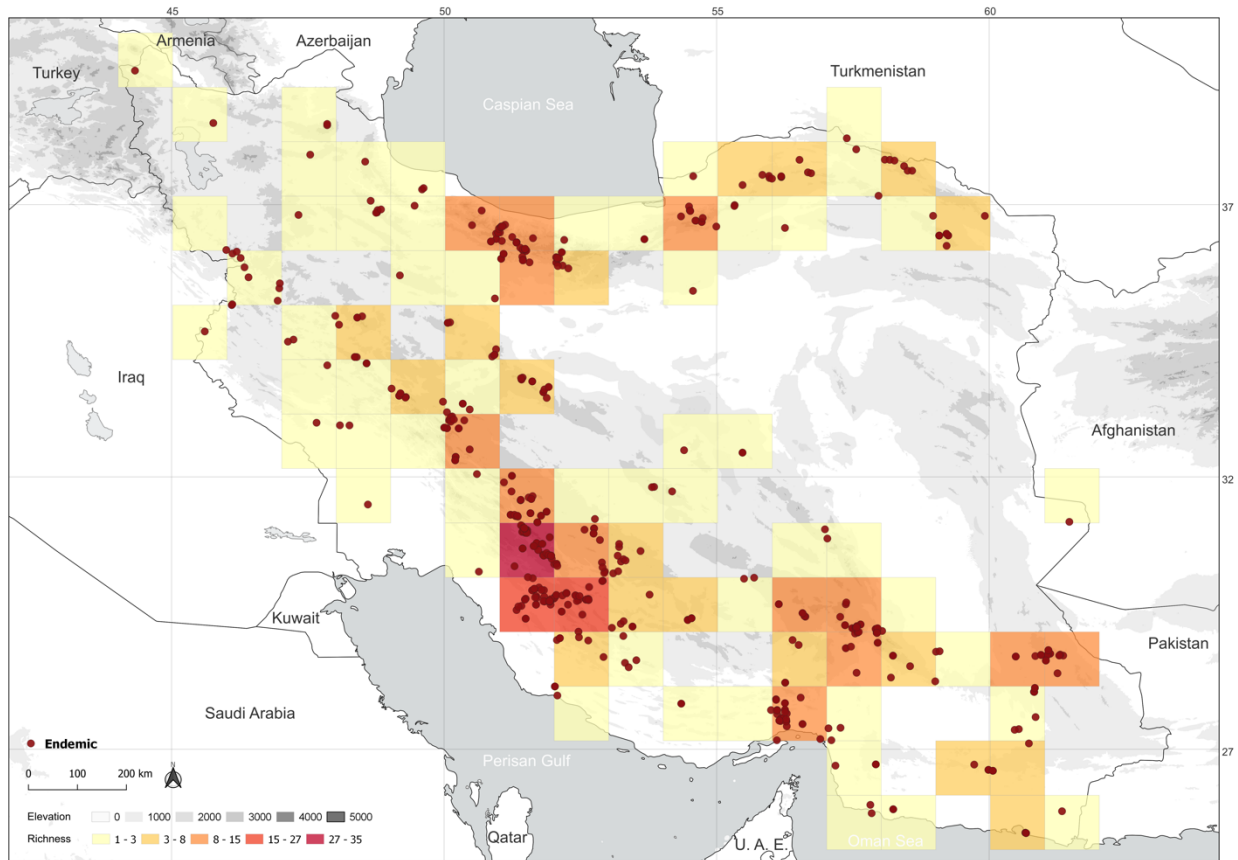 45 50 55 60
Armenia Azerbaijan
Turkey Turkmenistan
Caspian Sea
37
Iraq
Afghanistan
32
Kuwait
Pakistan
Saudi Arabia
Endemic
27
Perisan Gulf
N
0 100 200 km
Elevation 0 1000 2000 3000 4000 5000
Richness 1 - 3 3 - 8 8 - 15 15 - 27 27 - 35
Qatar U. A. E. Oman Sea